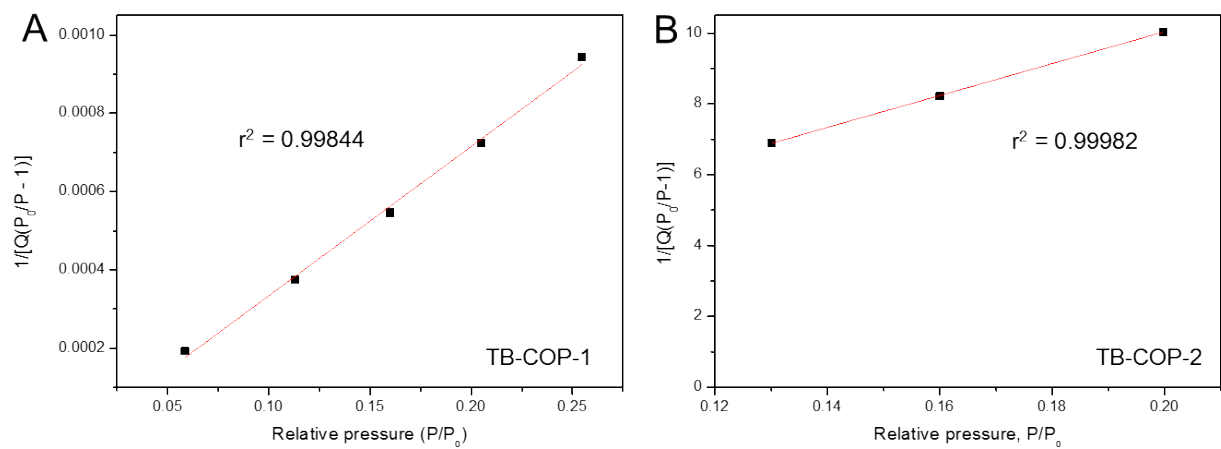 A
0.0010
0.0008
0.0006
0.0004
0.0002
1/[Q(P₀/P - 1)]
r² = 0.99844
TB-COP-1
0.05
0.10
0.15
0.20
0.25
Relative pressure (P/P₀)
B
10
8
6
4
2
0
1/[Q(P₀/P-1)]
r² = 0.99982
TB-COP-2
0.12
0.14
0.16
0.18
0.20
Relative pressure, P/P₀